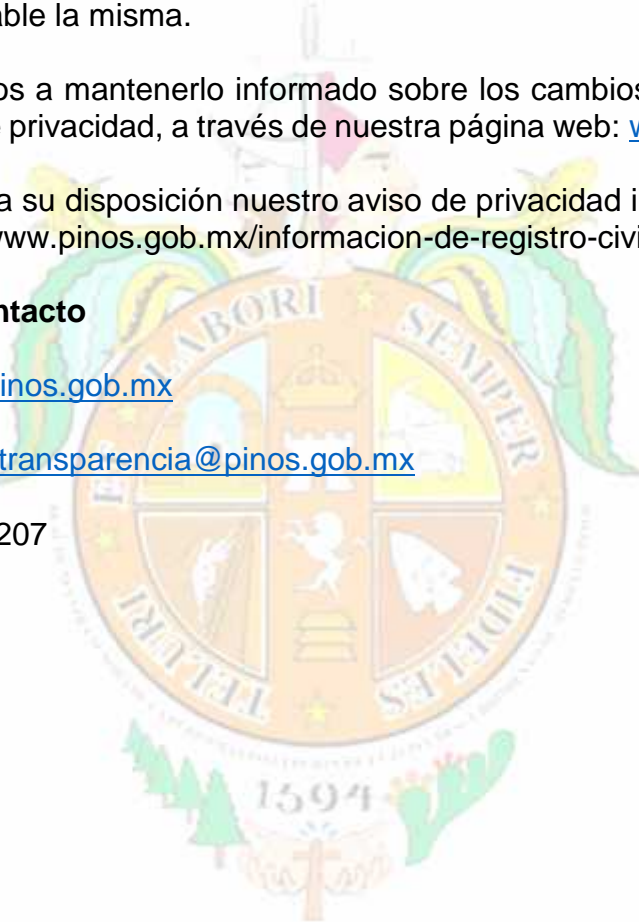 able la misma.
os a mantenerlo informado sobre los cambios
privacidad, a través de nuestra página web:
a su disposición nuestro aviso de privacidad
www.pinos.gob.mx/informacion-de-registro-civi
ntacto
pinos.gob.mx
transparencia@pinos.gob.mx
207
LABORI SEMPER
TELURI FIDELES
1594